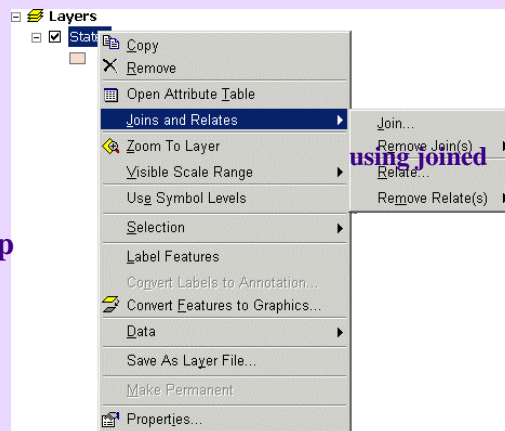 Layers
Stat
Copy
Remove
Open Attribute Table
Joins and Relates
Join...
Remove Join(s)
Relate...
Remove Relate(s)
using joined
Zoom To Layer
Visible Scale Range
Use Symbol Levels
Selection
p
Label Features
Convert Labels to Annotation...
Convert Features to Graphics...
Data
Save As Layer File...
Make Permanent
Properties...